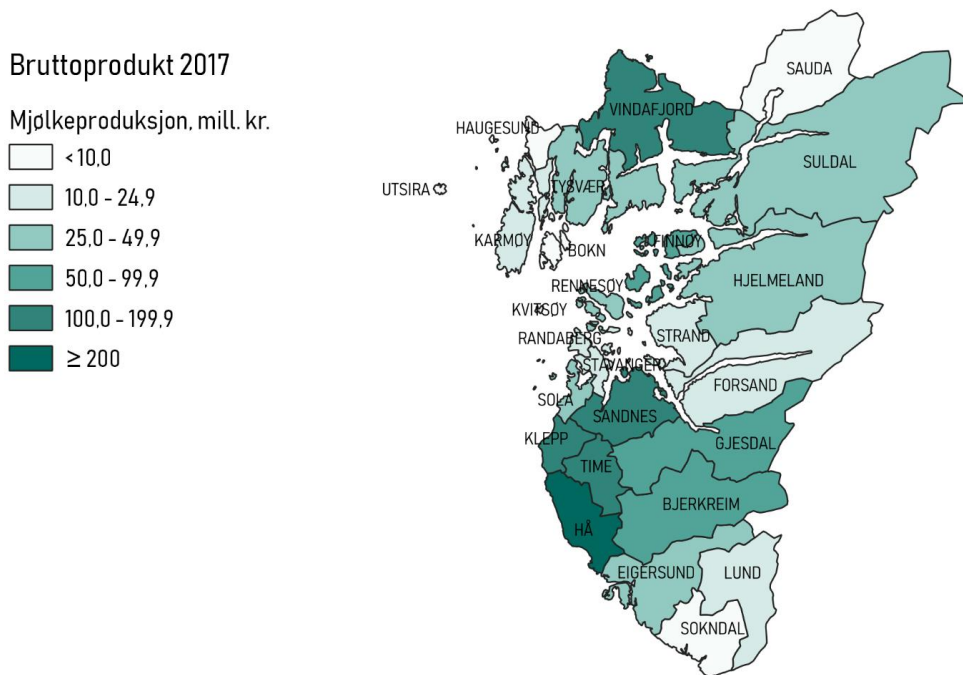 Bruttoprodukt 2017
Mjølkeproduksjon, mill. kr.
< 10,0
10,0 - 24,9
25,0 - 49,9
50,0 - 99,9
100,0 - 199,9
≥ 200
SAUDA
VINDAFJORD
HAUGESUND
SULDAL
UTSIRA
TYSVÆR
KARMØY
BOKN
FINNØY
HJELMELAND
RENNESØY
KVITSØY
RANDABERG
STRAND
STAVANGER
FORSAND
SOLA
SANDNES
KLEPP
GJESDAL
TIME
BJERKREIM
HÅ
EIGERSUND
LUND
SOKNDAL